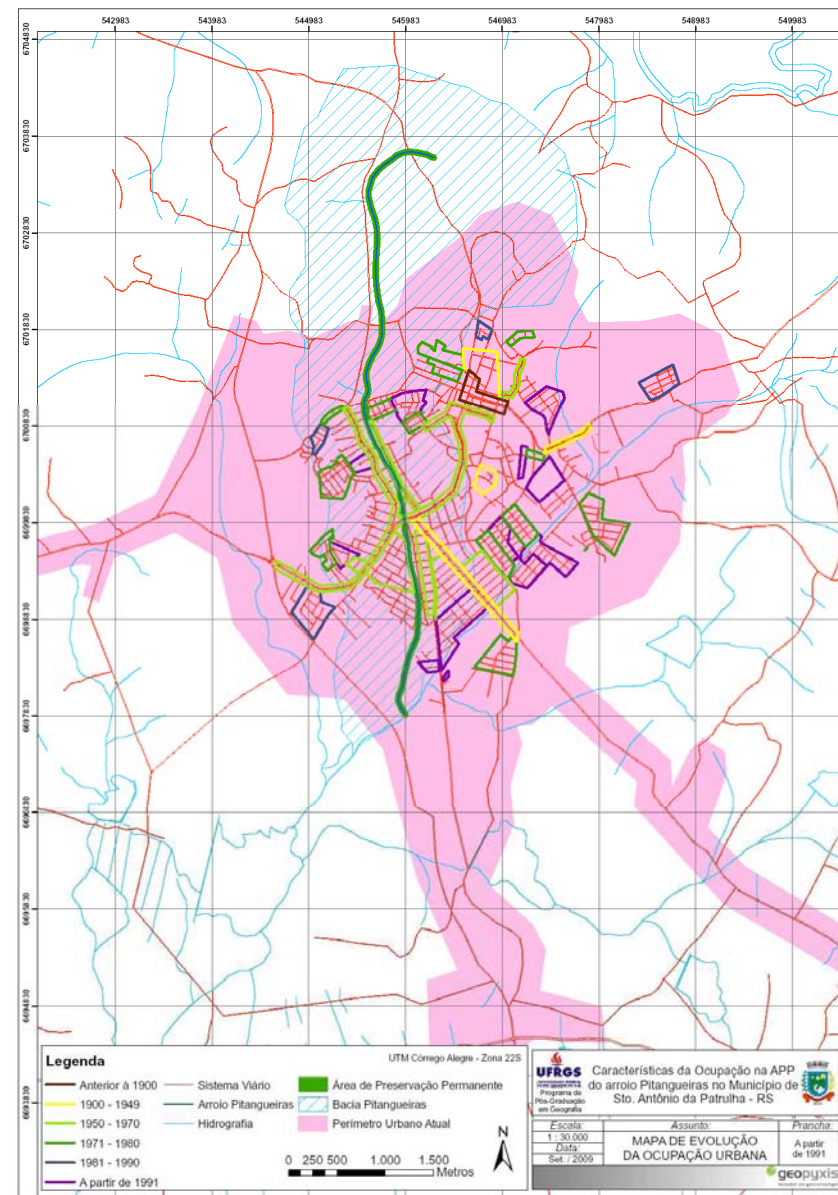 542983 543983 544983 545983 546983 547983 548983 549983
6704830
6703830
6702830
6701830
6700830
6699830
6698830
6697830
6696830
6695830
6694830
6693830
Legenda
UTM Córrego Alegre - Zona 22S
Anterior à 1900
1900 - 1949
1950 - 1970
1971 - 1980
1981 - 1990
A partir de 1991
Sistema Viário
Arroio Pitangueiras
Hidrografia
Área de Preservação Permanente
Bacia Pitangueiras
Perímetro Urbano Atual
N
0 250 500 1.000 1.500
Metros
UFRGS
Programa de
Pós-Graduação
em Geografia
Características da Ocupação na APP
do arroio Pitangueiras no Município de
Sto. Antônio da Patrulha - RS
Escala:
1 : 30.000
Data:
Set. / 2009
Assunto:
MAPA DE EVOLUÇÃO
DA OCUPAÇÃO URBANA
Prancha:
A partir
de 1991
geopyxis